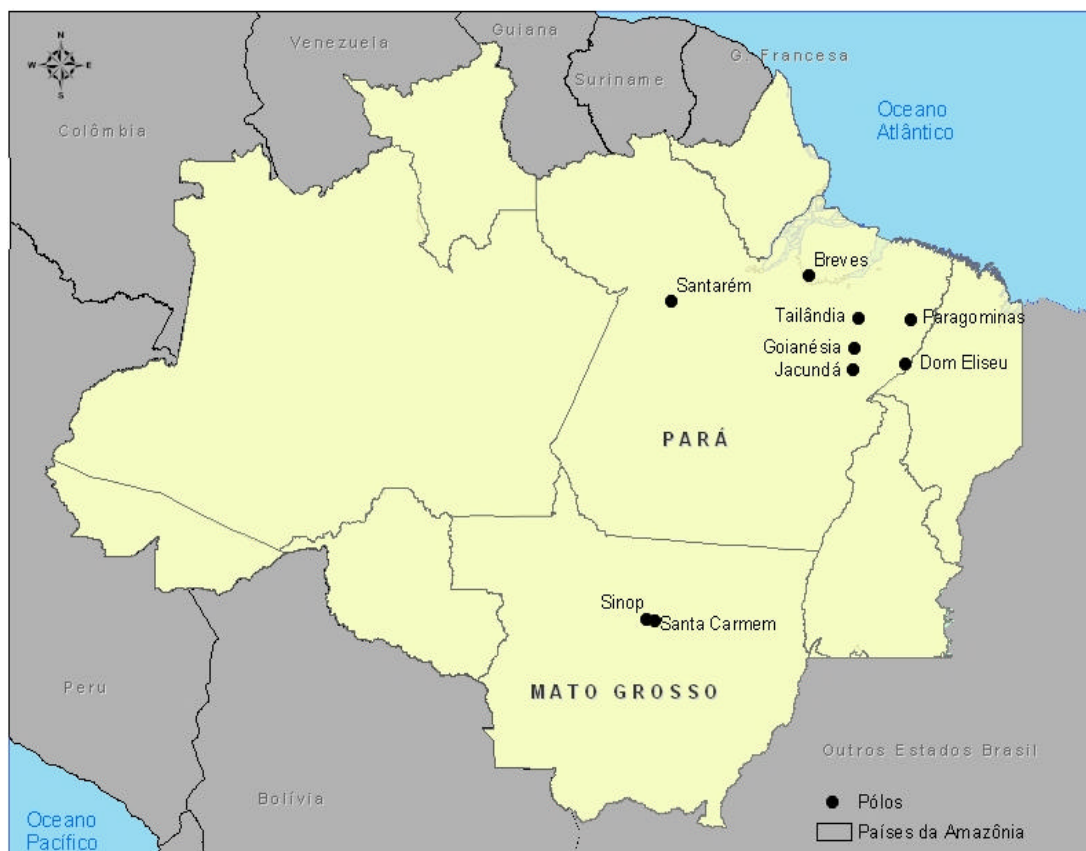 N
W E
S
Venezuela
Guiana
Suriname
G. Francesa
Colômbia
Oceano
Atlântico
Breves
Santarém
Tailândia
Paragominas
Goianésia
Jacundá
Dom Eliseu
PARÁ
Sinop
Santa Carmem
MATO GROSSO
Peru
Bolívia
Outros Estados Brasil
Oceano
Pacífico
Pólos
Países da Amazônia